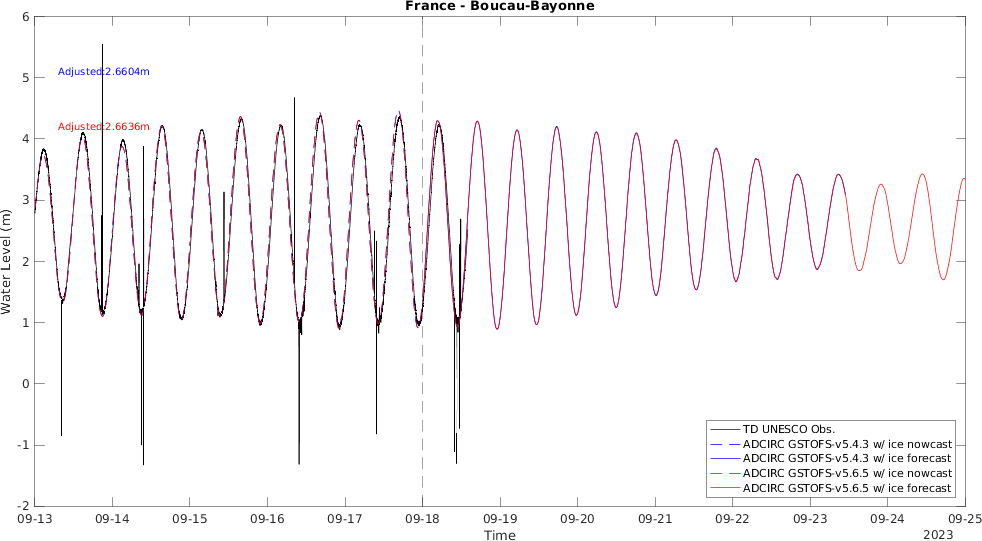 France - Boucau-Bayonne
6
5
4
3
2
1
0
-1
-2
Water Level (m)
Adjusted:2.6604m
Adjusted:2.6636m
TD UNESCO Obs.
ADCIRC GSTOFS-v5.4.3 w/ ice nowcast
ADCIRC GSTOFS-v5.4.3 w/ ice forecast
ADCIRC GSTOFS-v5.6.5 w/ ice nowcast
ADCIRC GSTOFS-v5.6.5 w/ ice forecast
09-13 09-14 09-15 09-16 09-17 09-18 09-19 09-20 09-21 09-22 09-23 09-24 09-25
Time
2023